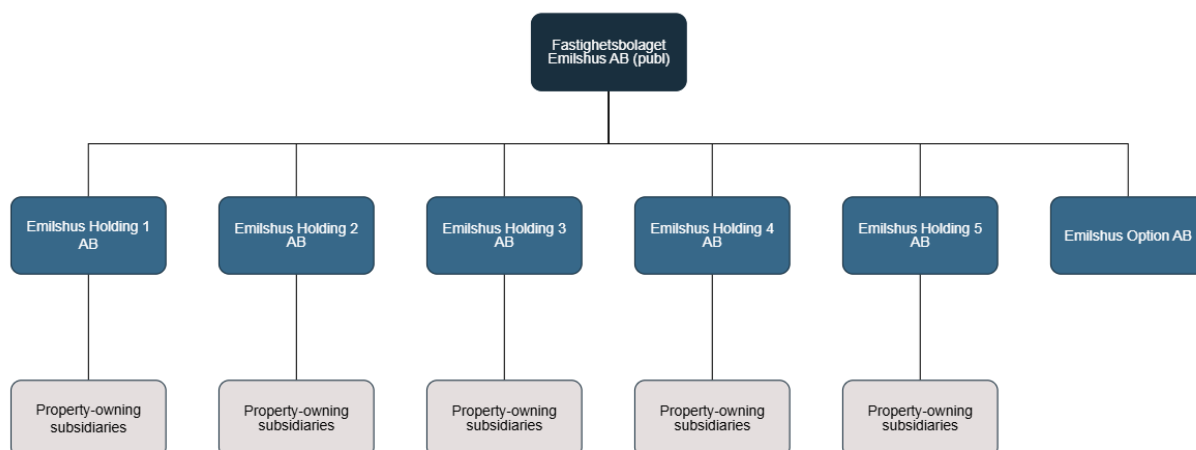 Fastighetsbolaget
Emilshus AB (publ)
Emilshus Holding 1
AB
Emilshus Holding 2
AB
Emilshus Holding 3
AB
Emilshus Holding 4
AB
Emilshus Holding 5
AB
Emilshus Option AB
Property-owning
subsidiaries
Property-owning
subsidiaries
Property-owning
subsidiaries
Property-owning
subsidiaries
Property-owning
subsidiaries